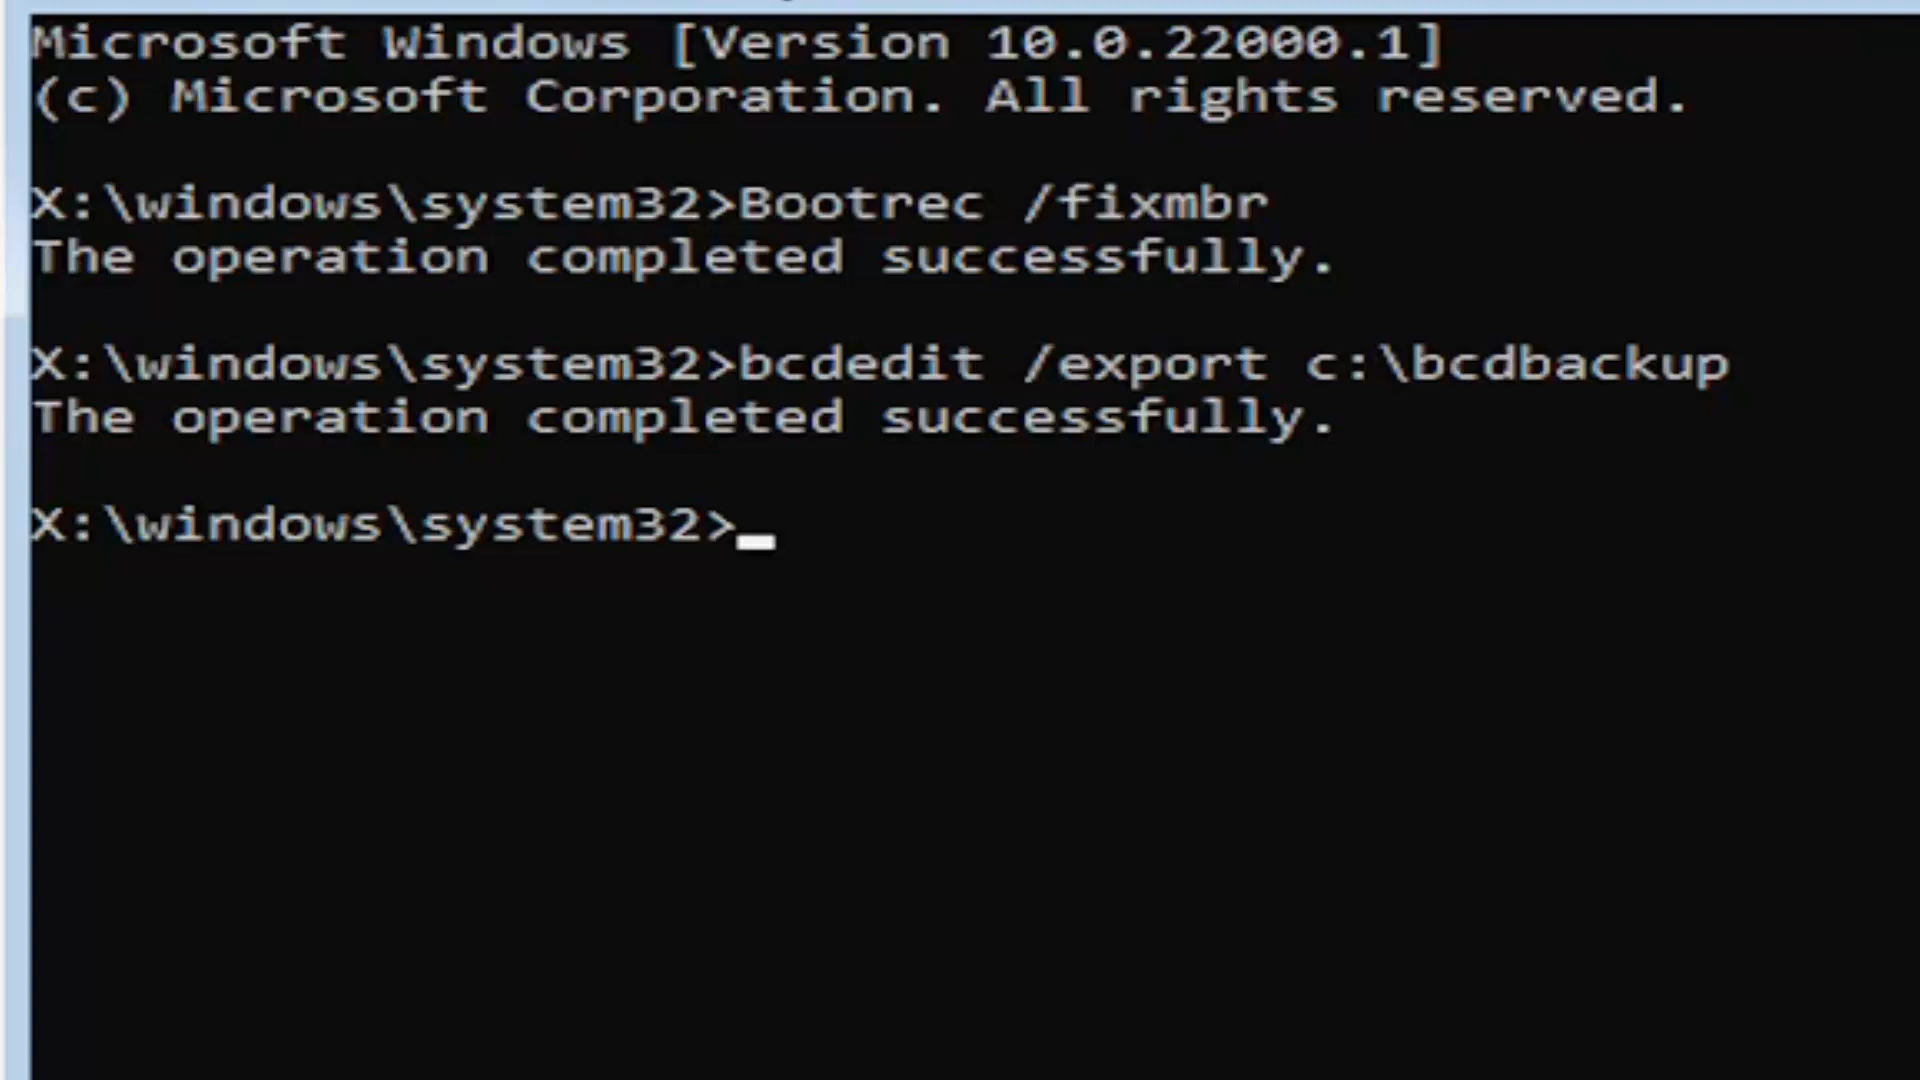 Microsoft Windows [Version 10.0.22000.1]
(c) Microsoft Corporation. All rights reserved.
X:\windows\system32>Bootrec /fixmbr
The operation completed successfully.
X:\windows\system32>bcdedit /export c:\bcdbackup
The operation completed successfully.
X:\windows\system32>